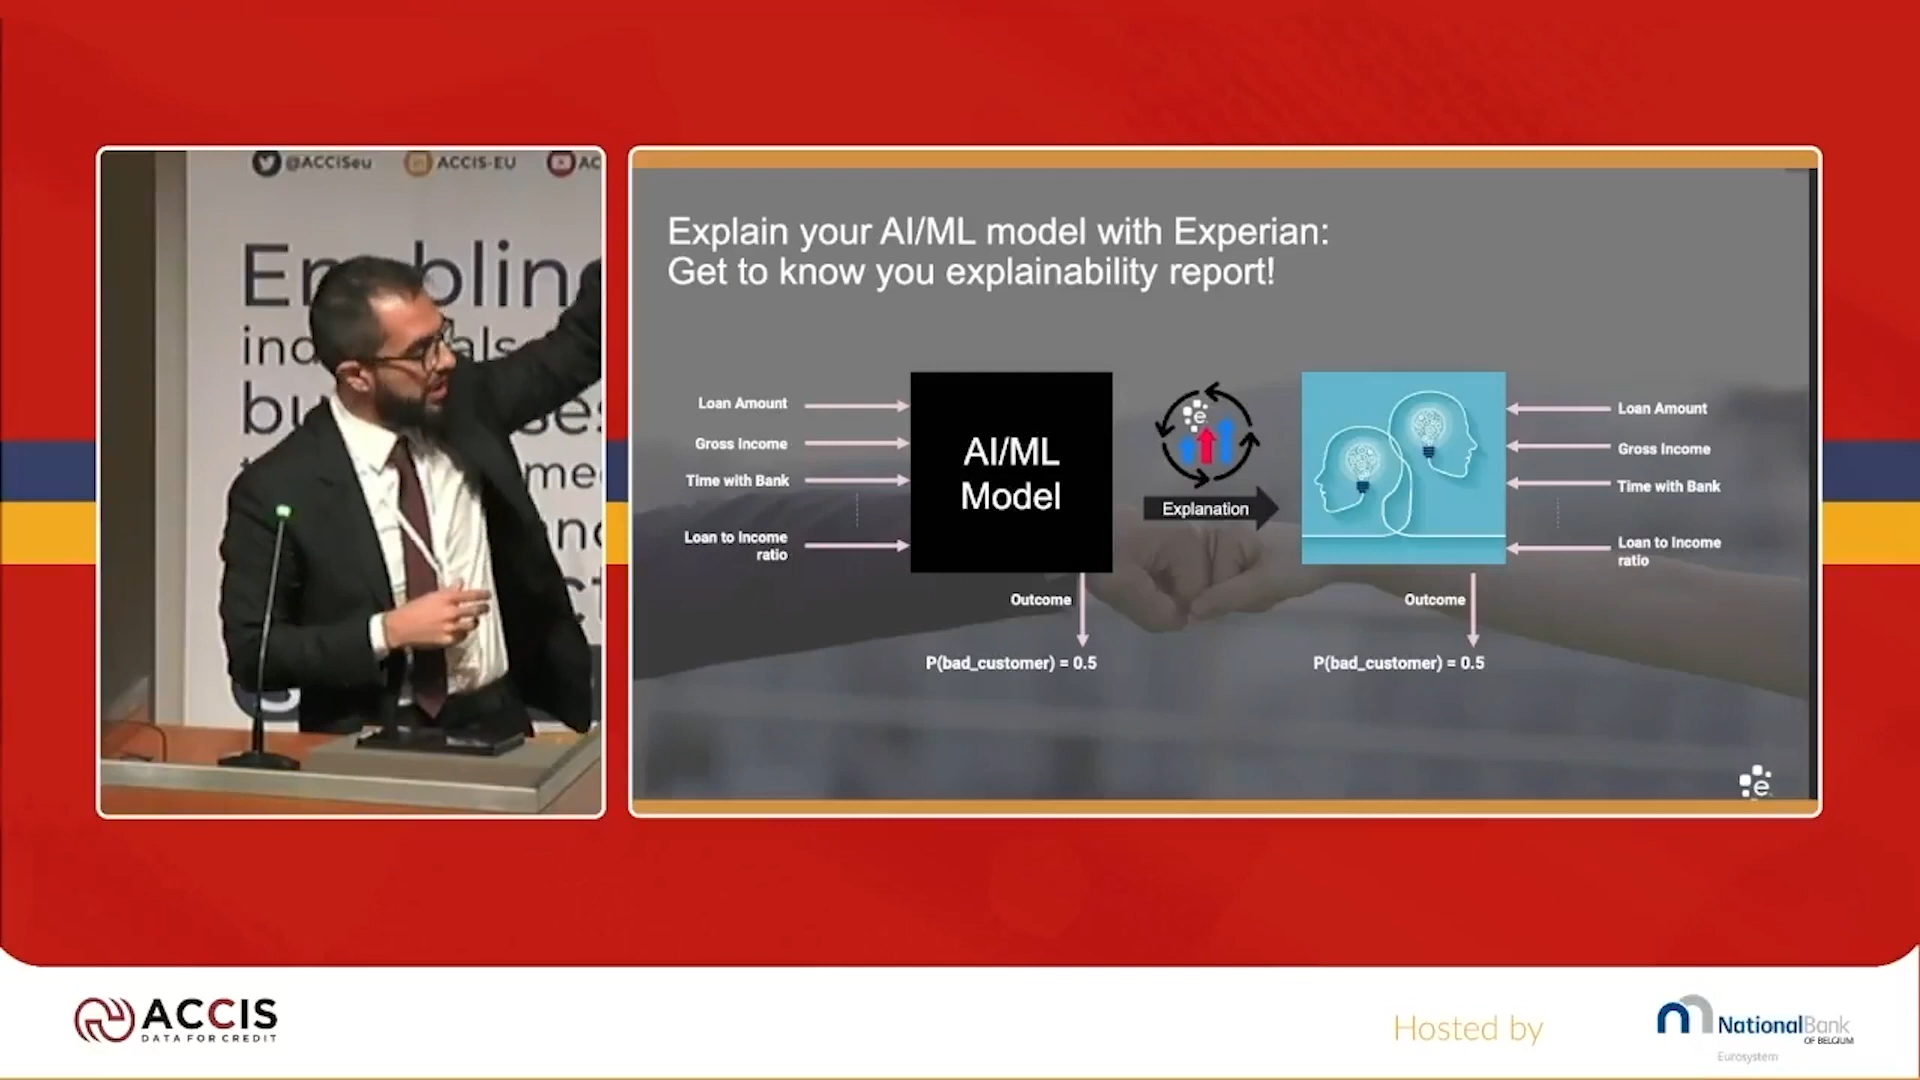 @ACCISeu
ACCIS-EU
AC
Explain your AI/ML model with Experian:
Get to know you explainability report!
Loan Amount
Gross Income
Time with Bank
Loan to Income
ratio
AI/ML
Model
Explanation
Loan Amount
Gross Income
Time with Bank
Loan to Income
ratio
Outcome
P(bad_customer) = 0.5
Outcome
P(bad_customer) = 0.5
e
ACCIS
DATA FOR CREDIT
Hosted by
NationalBank
OF BELGIUM
Eurosystem